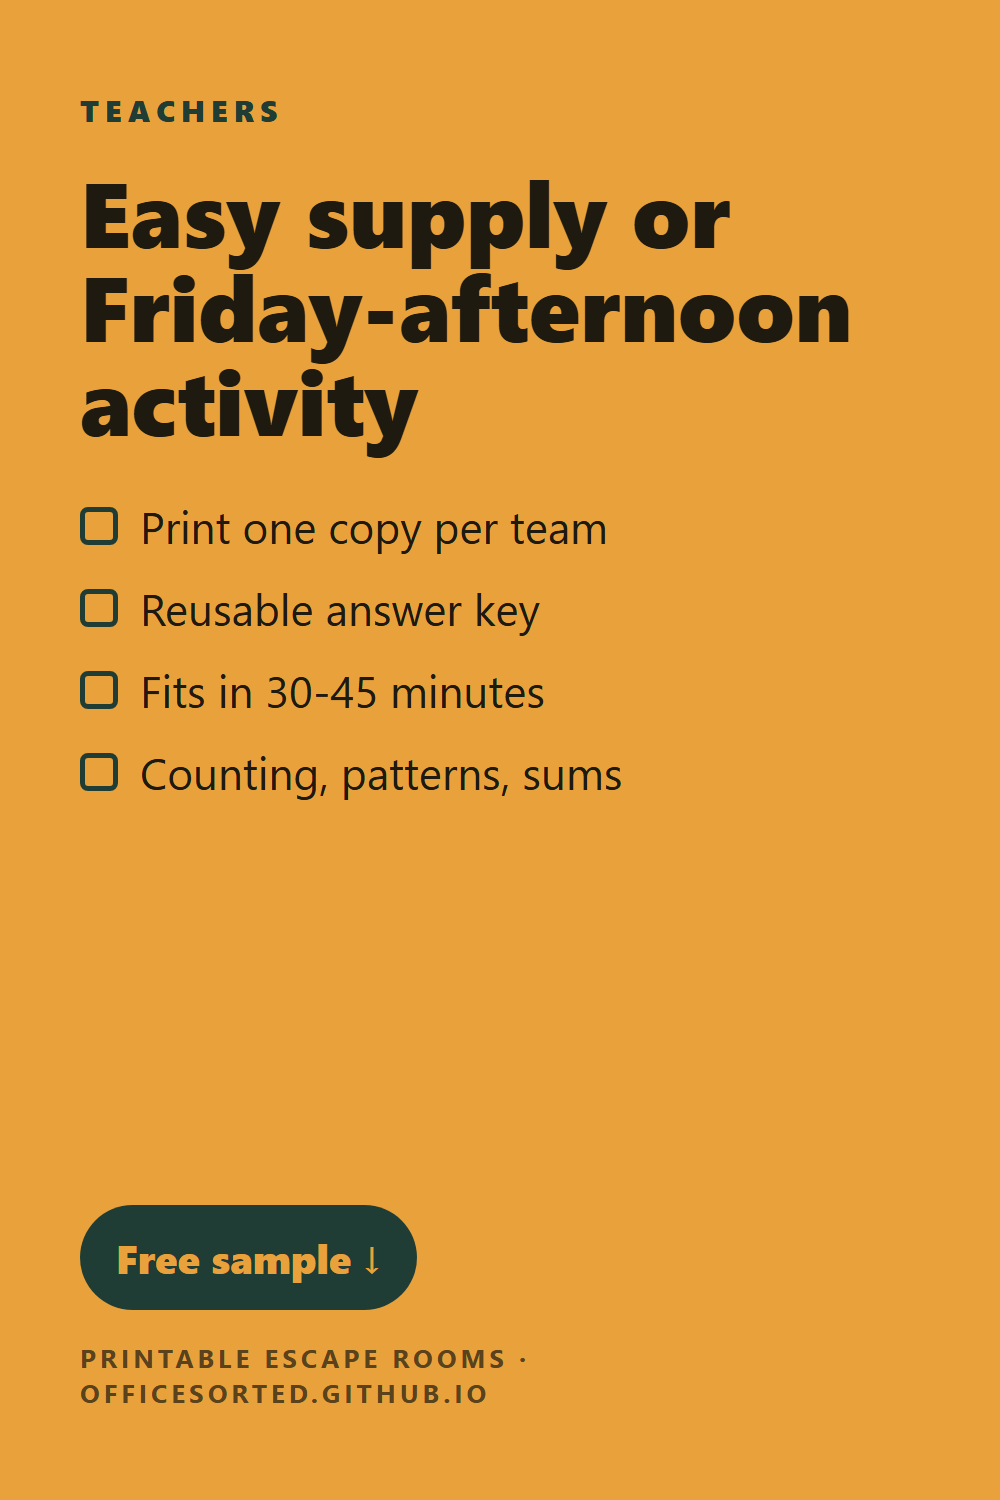 TEACHERS
Easy supply or
Friday-afternoon
activity
Print one copy per team
Reusable answer key
Fits in 30-45 minutes
Counting, patterns, sums
Free sample ↓
PRINTABLE ESCAPE ROOMS ·
OFFICESORTED.GITHUB.IO